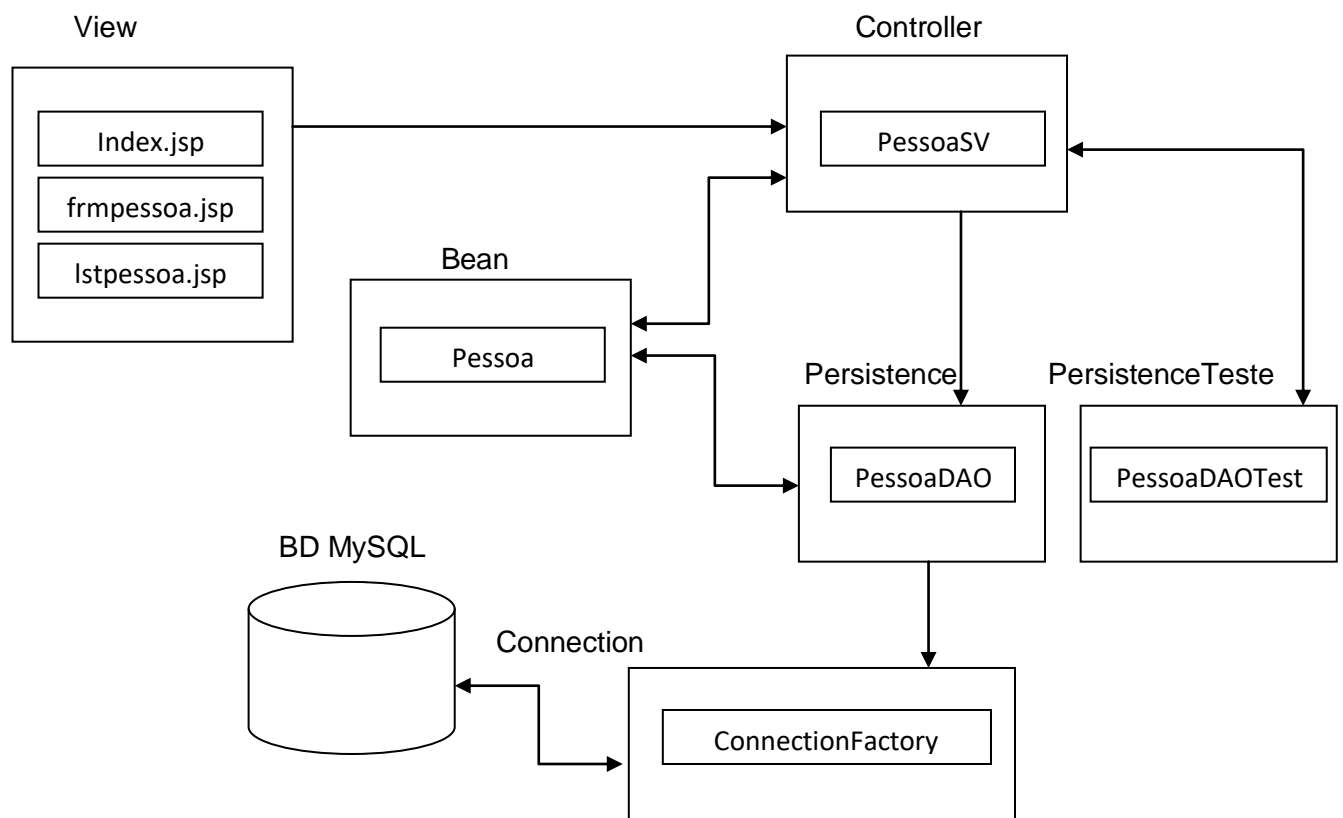 View
Controller
Index.jsp
frmpessoa.jsp
lstpessoa.jsp
PessoaSV
Bean
Pessoa
Persistence
PersistenceTeste
PessoaDAO
PessoaDAOTest
BD MySQL
Connection
ConnectionFactory